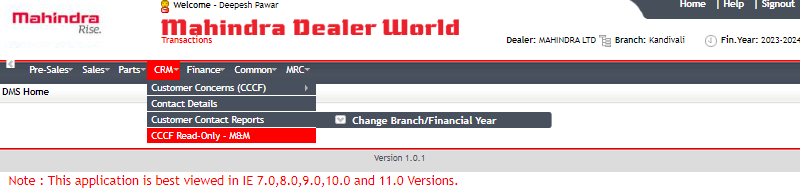 Mahindra
Rise.
Welcome - Deepesh Pawar
Home | Help | Signout
Mahindra Dealer World
Transactions
Dealer: MAHINDRA LTD Branch: Kandivali Fin.Year: 2023-2024
Pre-Sales Sales Parts CRM Finance Common MRC
Customer Concerns (CCCF)
DMS Home
Contact Details
Customer Contact Reports
Change Branch/Financial Year
CCCF Read-Only - M&M
Version 1.0.1
Note : This application is best viewed in IE 7.0,8.0,9.0,10.0 and 11.0 Versions.